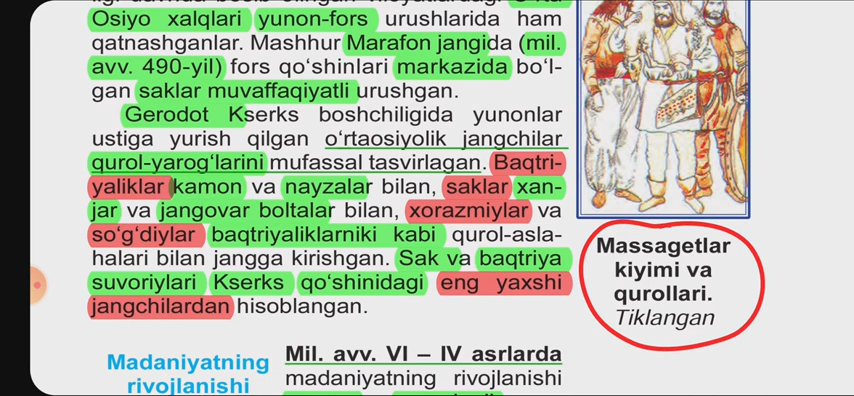 Osiyo xalqlari yunon-fors urushlarida ham
qatnashganlar. Mashhur Marafon jangida (mil.
avv. 490-yil) fors qo‘shinlari markazida bo‘l-
gan saklar muvaffaqiyatli urushgan.
Gerodot Kserks boshchiligida yunonlar
ustiga yurish qilgan o‘rtaosiyolik jangchilar
qurol-yarog‘larini mufassal tasvirlagan. Baqtri-
yaliklar kamon va nayzalar bilan, saklar xan-
jar va jangovar boltalar bilan, xorazmiylar va
so‘g‘diylar baqtriyaliklarniki kabi qurol-asla-
halari bilan jangga kirishgan. Sak va baqtriya
suvoriylari Kserks qo‘shinidagi eng yaxshi
jangchilardan hisoblangan.
Massagetlar
kiyimi va
qurollari.
Tiklangan
Madaniyatning
rivojlanishi
Mil. avv. VI – IV asrlarda
madaniyatning rivojlanishi